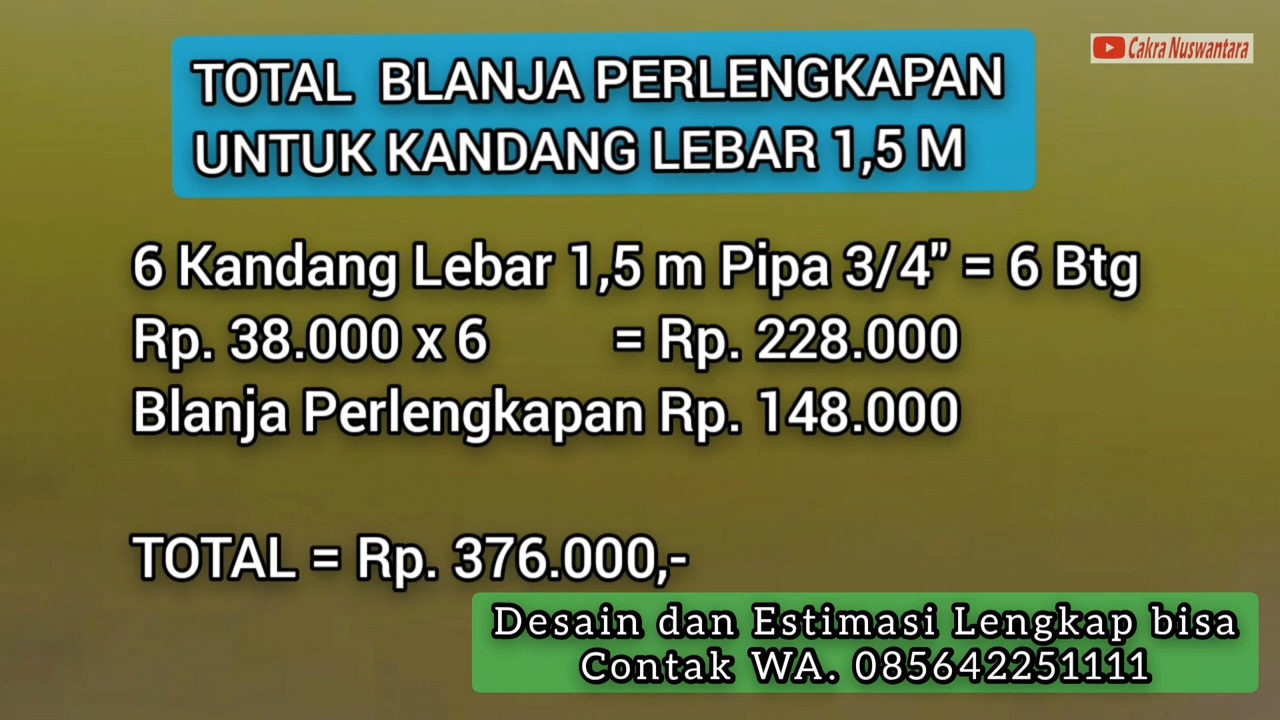 Cakra Nuswantara
TOTAL BLANJA PERLENGKAPAN
UNTUK KANDANG LEBAR 1,5 M
6 Kandang Lebar 1,5 m Pipa 3/4" = 6 Btg
Rp. 38.000 x 6 = Rp. 228.000
Blanja Perlengkapan Rp. 148.000
TOTAL = Rp. 376.000,-
Desain dan Estimasi Lengkap bisa
Contak WA. 085642251111